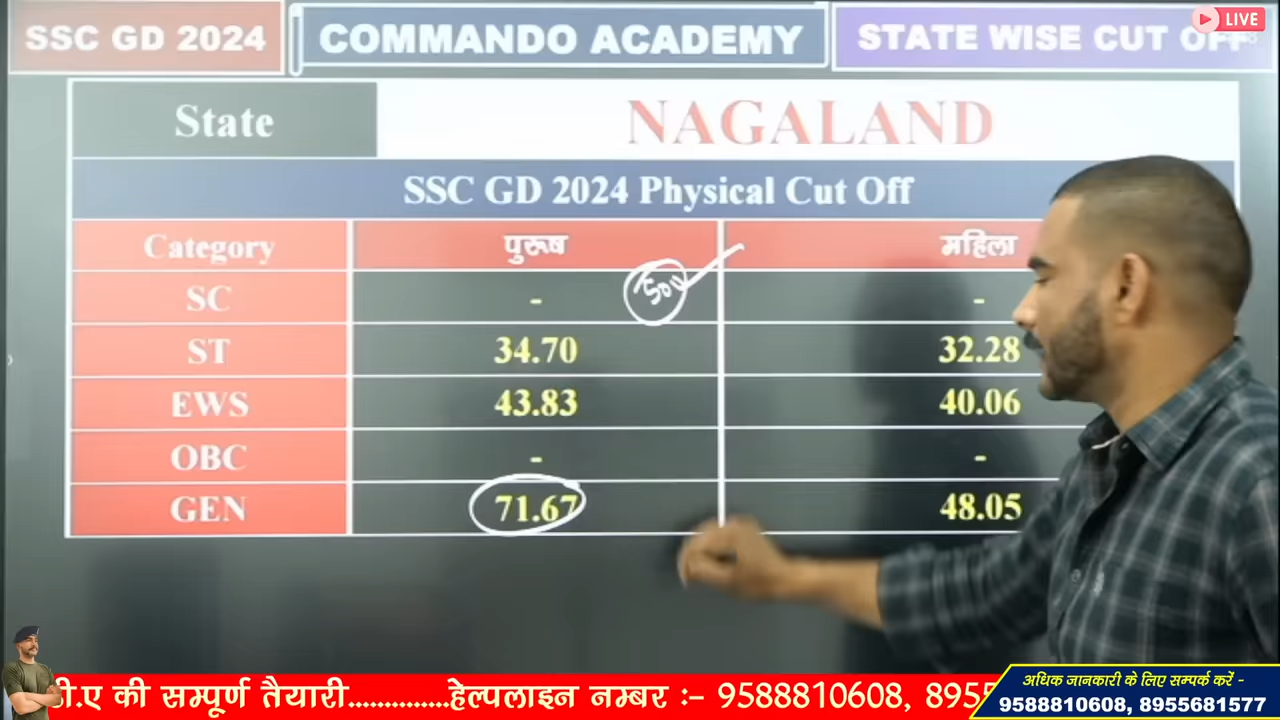 SSC GD 2024
COMMANDO ACADEMY
STATE WISE CUT OFF
LIVE
State
NAGALAND
SSC GD 2024 Physical Cut Off
Category पुरूष महिला
SC - -
ST 34.70 32.28
EWS 43.83 40.06
OBC - -
GEN 71.67 48.05
की सम्पूर्ण तैयारी..............हेल्पलाइन नम्बर :- 9588810608,
अधिक जानकारी के लिए सम्पर्क करें -
9588810608, 8955681577